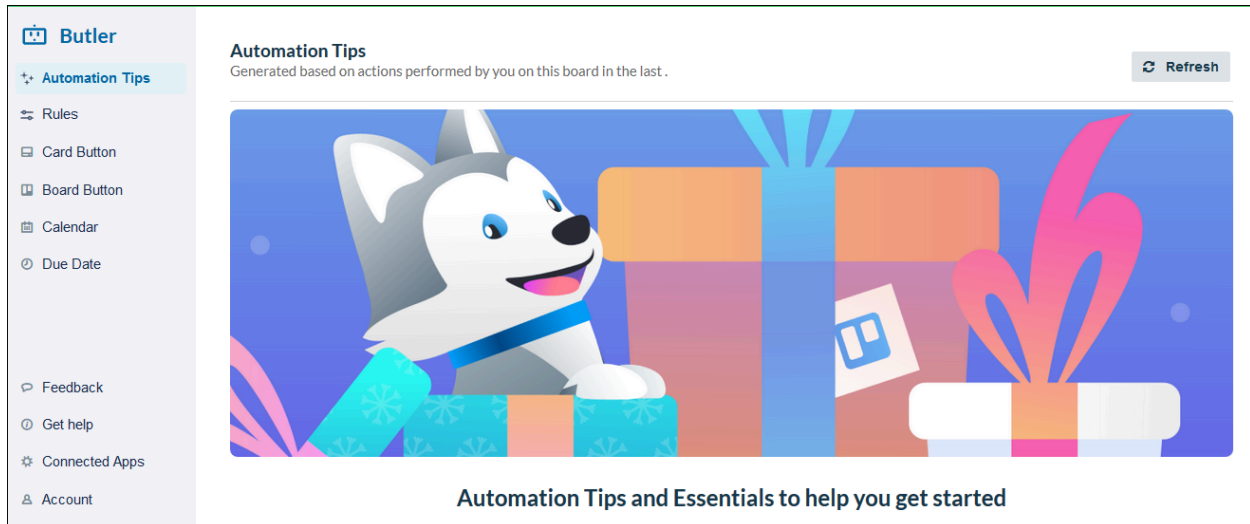 Butler
Automation Tips
Rules
Card Button
Board Button
Calendar
Due Date
Feedback
Get help
Connected Apps
Account
Automation Tips
Generated based on actions performed by you on this board in the last .
Refresh
Automation Tips and Essentials to help you get started